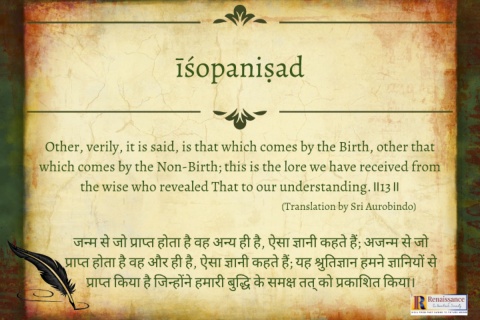 īśopaniṣad
Other, verily, it is said, is that which comes by the Birth, other that
which comes by the Non-Birth; this is the lore we have received from
the wise who revealed That to our understanding. ॥13॥
(Translation by Sri Aurobindo)
जन्म से जो प्राप्त होता है वह अन्य ही है, ऐसा ज्ञानी कहते हैं; अजन्म से जो
प्राप्त होता है वह और ही है, ऐसा ज्ञानी कहते हैं; यह श्रुतिज्ञान हमने ज्ञानियों से
प्राप्त किया है जिन्होंने हमारी बुद्धि के समक्ष तत् को प्रकाशित किया।
Renaissance